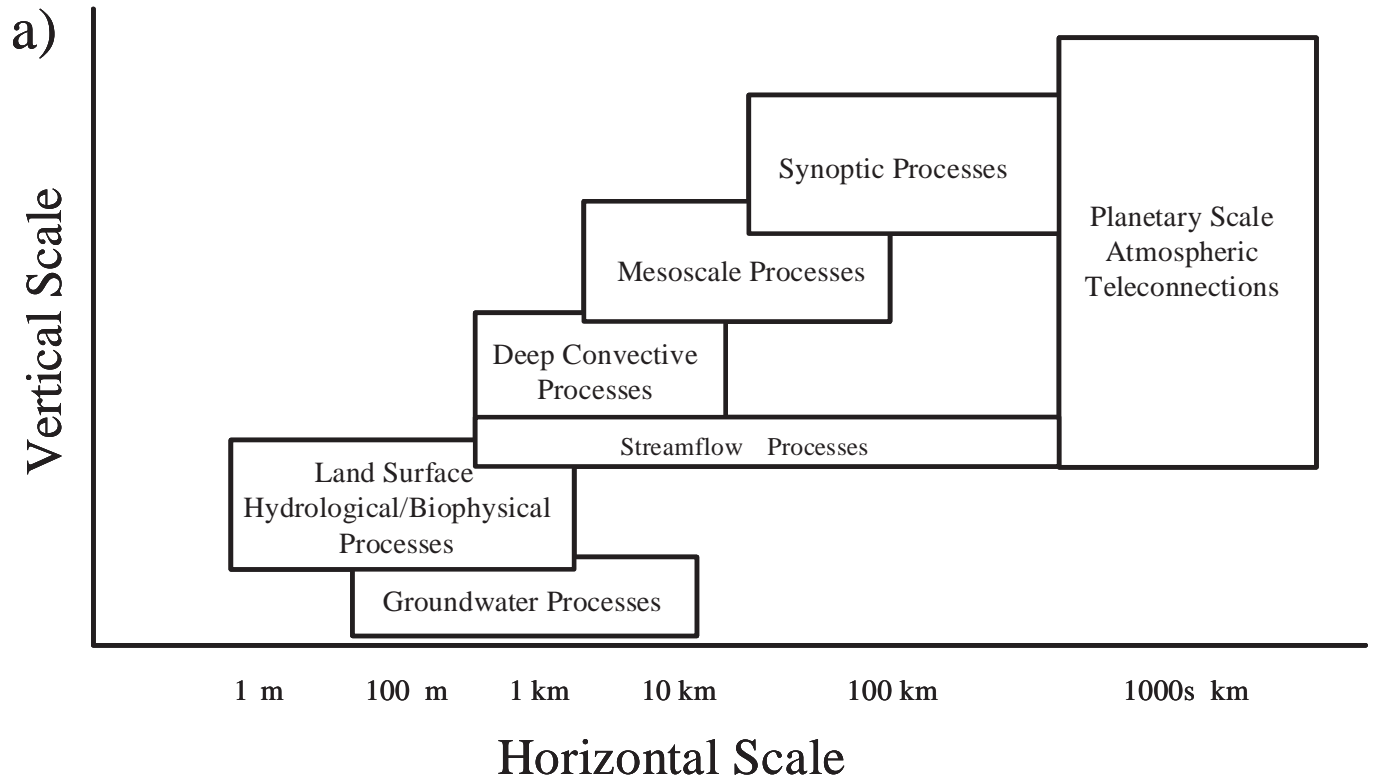 a)
Vertical Scale
Synoptic Processes
Planetary Scale
Atmospheric
Teleconnections
Mesoscale Processes
Deep Convective
Processes
Streamflow Processes
Land Surface
Hydrological/Biophysical
Processes
Groundwater Processes
1 m 100 m 1 km 10 km 100 km 1000s km
Horizontal Scale